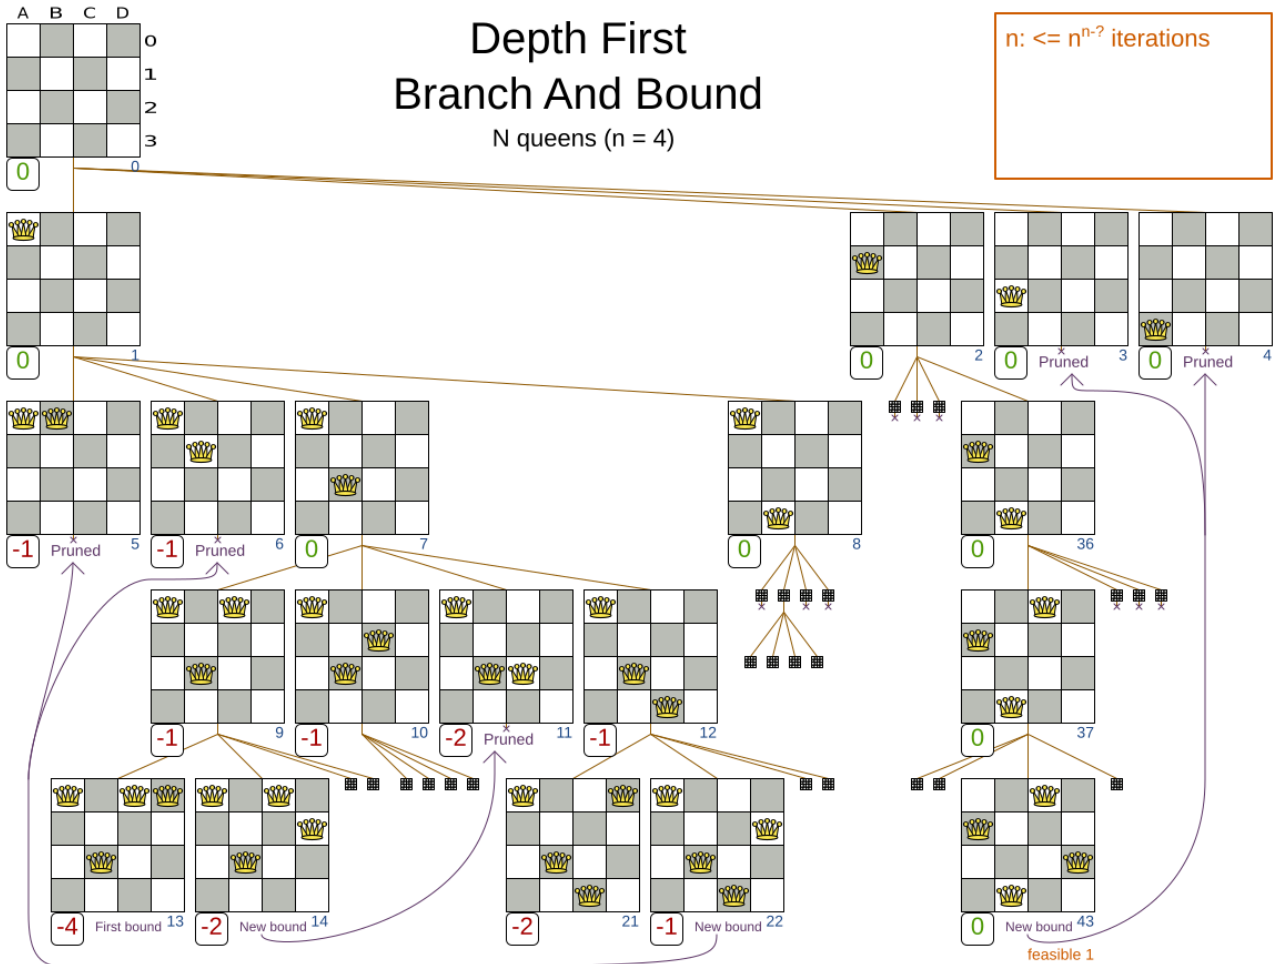 A B C D
Depth First
Branch And Bound
N queens (n = 4)
n: <= n^n-? iterations
0
1
2
3
0 0
0 1
0 2
0 Pruned 3
0 Pruned 4
-1 Pruned 5
-1 Pruned 6
0 7
0 8
0 36
-1 9
-1 10
-2 Pruned 11
-1 12
0 37
-4 First bound 13
-2 New bound 14
-2 21
-1 New bound 22
0 New bound 43
feasible 1